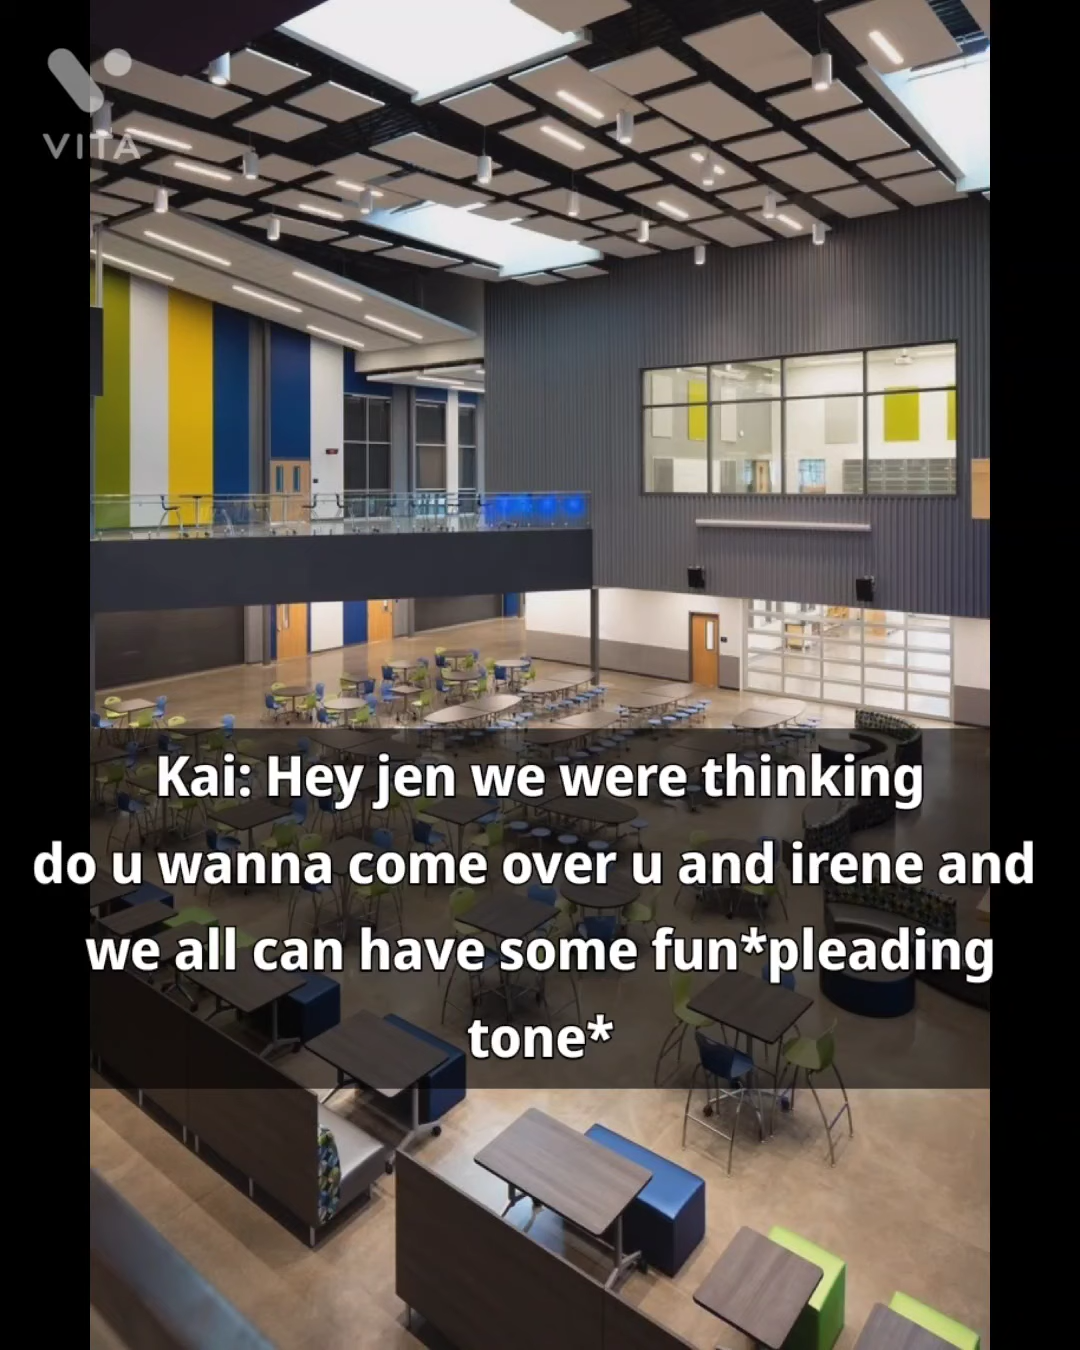 VITA
Kai: Hey jen we were thinking
do u wanna come over u and irene and
we all can have some fun*pleading
tone*